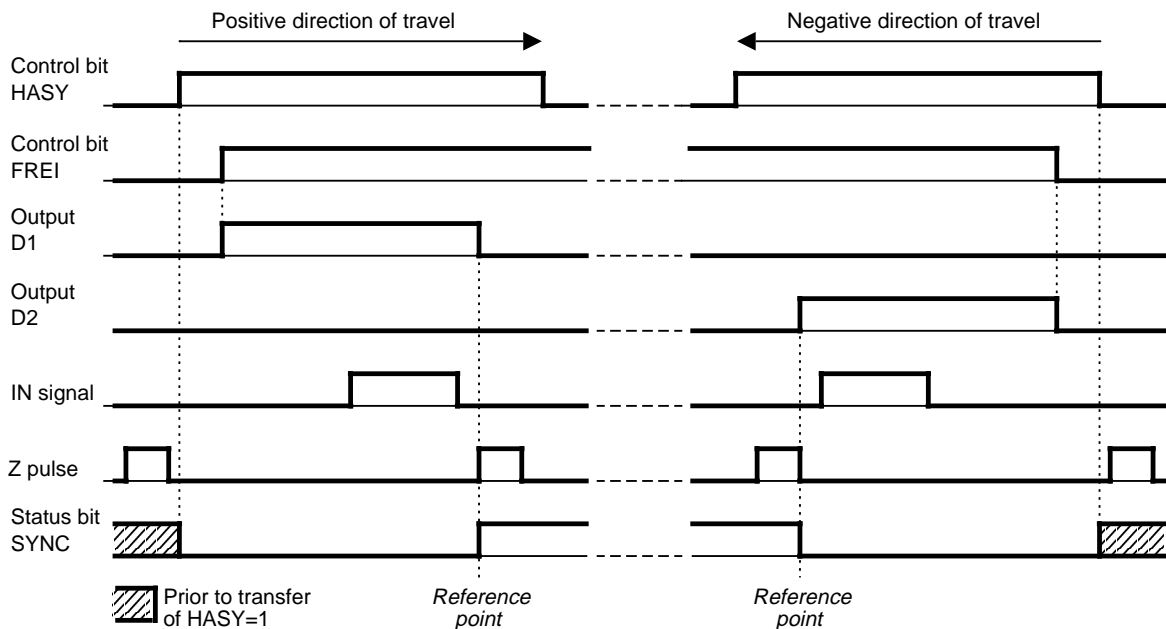 Positive direction of travel
Negative direction of travel
Control bit
HASY
Control bit
FREI
Output
D1
Output
D2
IN signal
Z pulse
Status bit
SYNC
Prior to transfer
of HASY=1
Reference
point
Reference
point